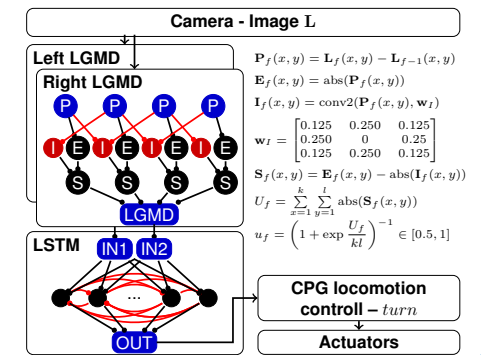 Camera - Image L
Left LGMD
Right LGMD
P P P P
I E I E I E I E
S S S S
LGMD
LSTM
IN1 IN2
...
OUT
P_f(x, y) = L_f(x, y) − L_{f−1}(x, y)
E_f(x, y) = abs(P_f(x, y))
I_f(x, y) = conv2(P_f(x, y), w_I)
w_I = [0.125 0.250 0.125
0.250 0 0.25
0.125 0.250 0.125]
S_f(x, y) = E_f(x, y) − abs(I_f(x, y))
U_f = ∑_{x=1}^{k} ∑_{y=1}^{l} abs(S_f(x, y))
u_f = (1 + exp U_f/kl)^{−1} ∈ [0.5, 1]
CPG locomotion
controll – turn
Actuators